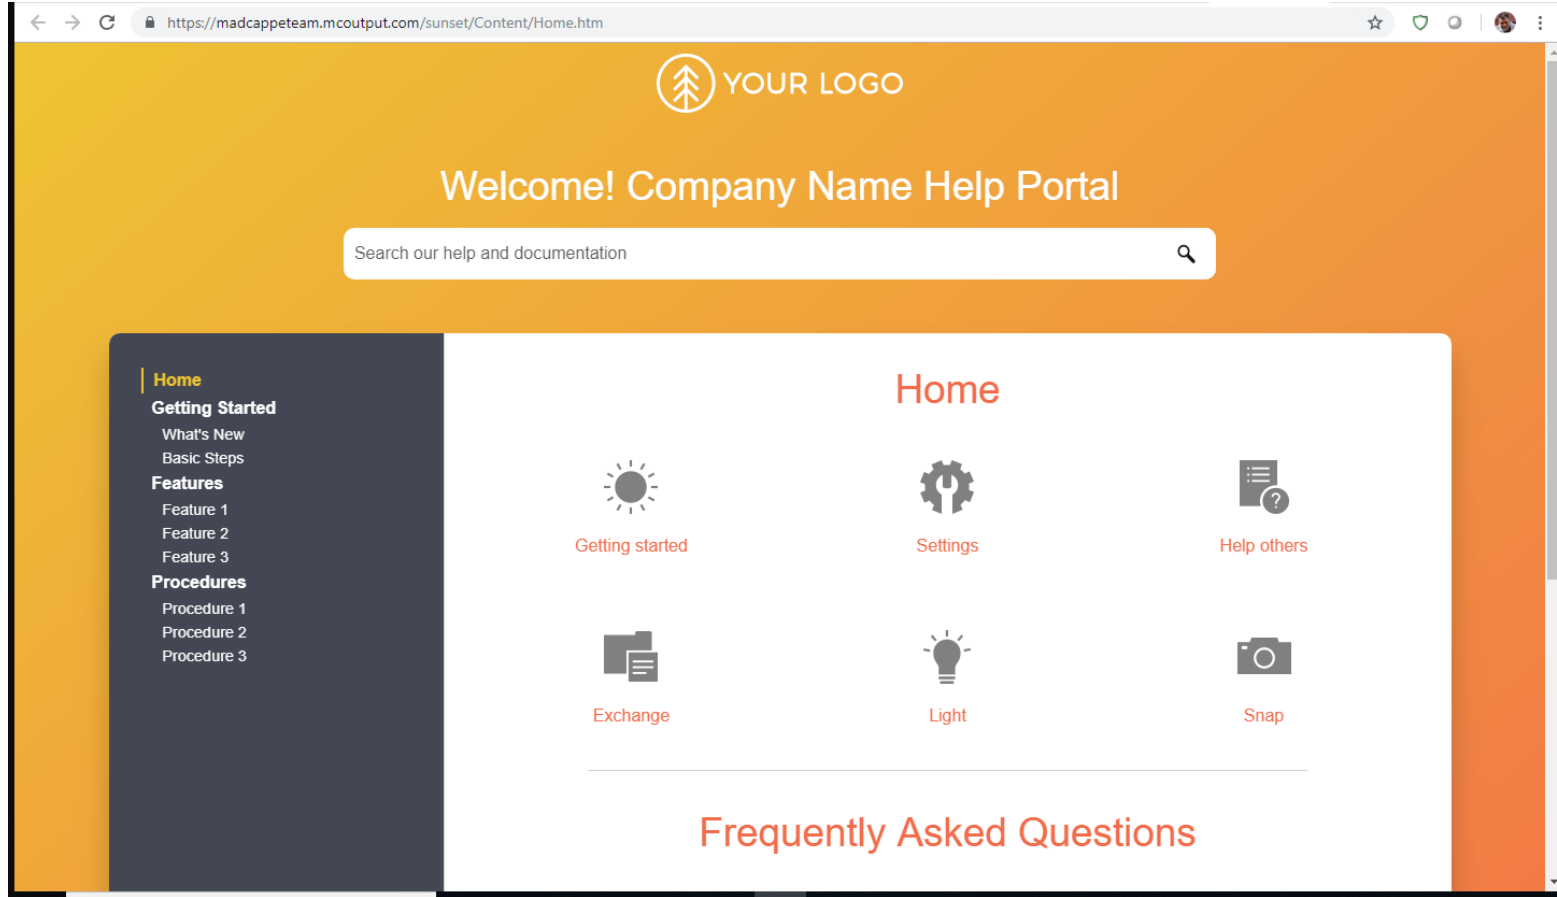 https://madcappeteam.mcoutput.com/sunset/Content/Home.htm
YOUR LOGO
Welcome! Company Name Help Portal
Search our help and documentation
Home
Getting Started
What's New
Basic Steps
Features
Feature 1
Feature 2
Feature 3
Procedures
Procedure 1
Procedure 2
Procedure 3
Home
Getting started
Settings
?
Help others
Exchange
Light
Snap
Frequently Asked Questions